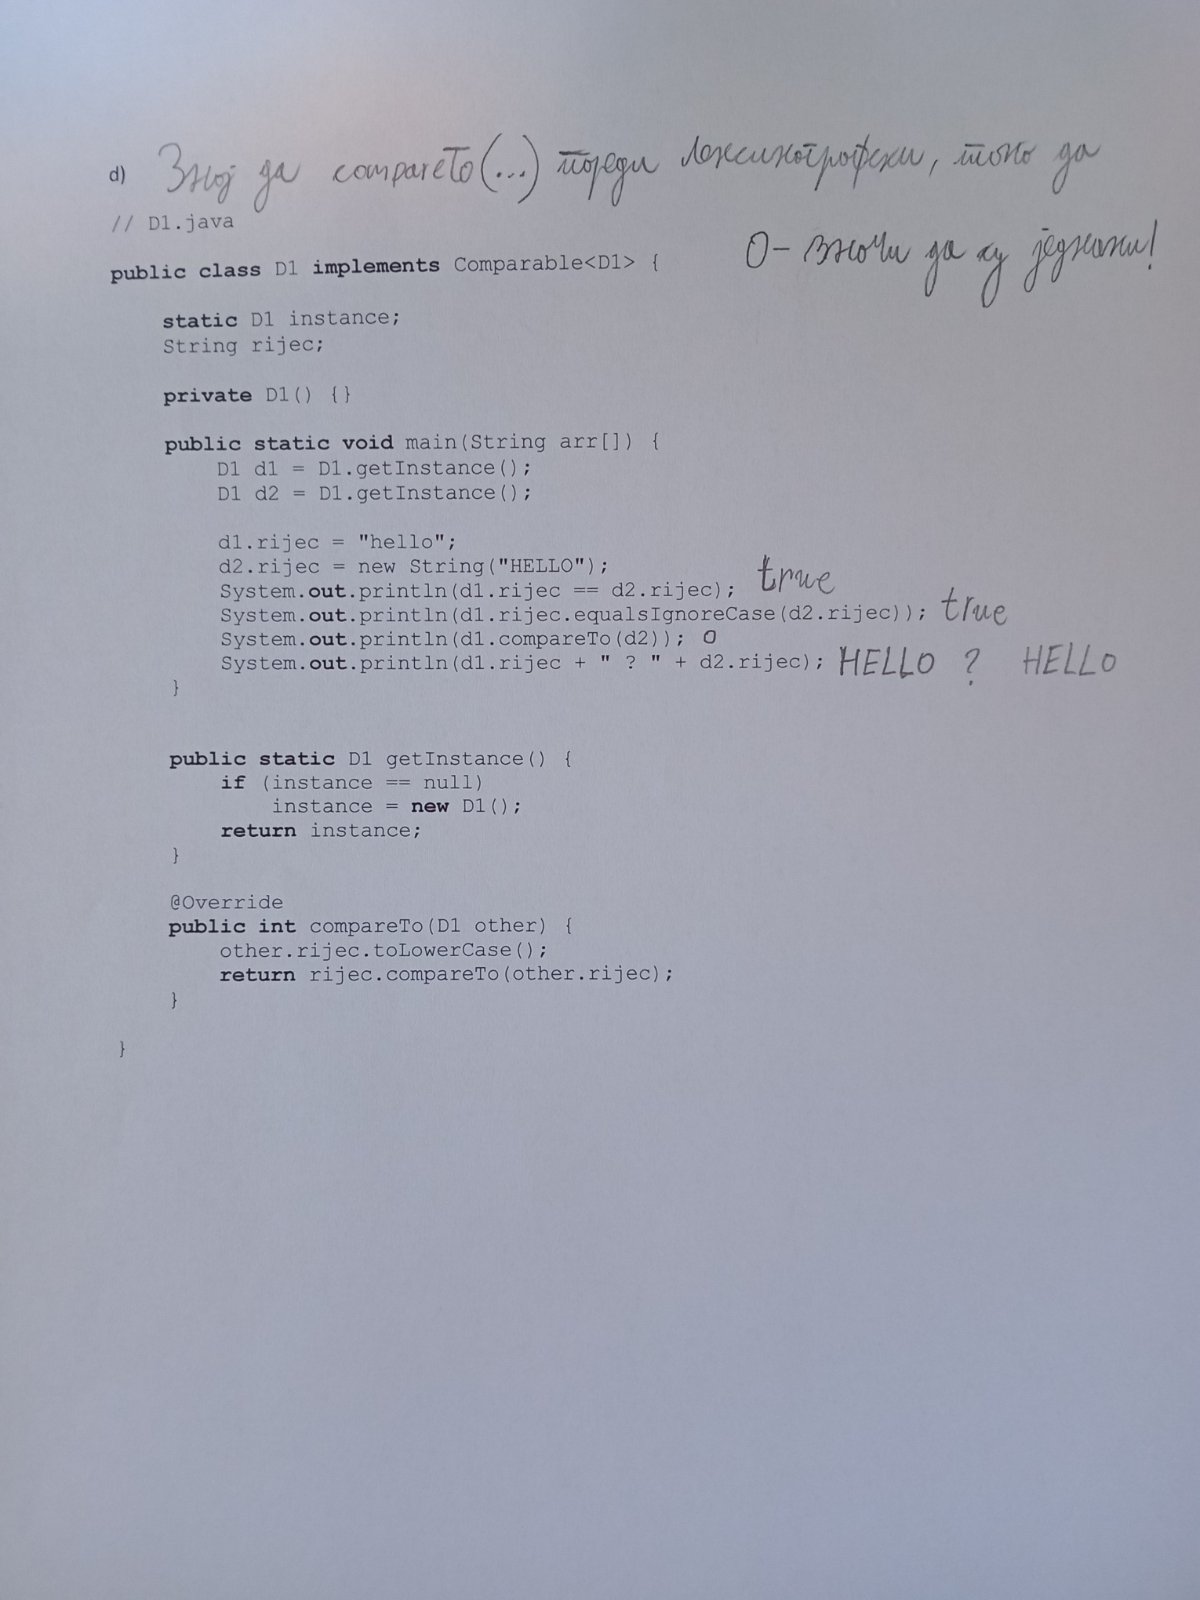 d) Знај да compareTo(...) пореди лексикографски, тако да
// D1.java
0- значи да су једнаки!
public class D1 implements Comparable<D1> {
static D1 instance;
String rijec;
private D1() {}
public static void main(String arr[]) {
D1 d1 = D1.getInstance();
D1 d2 = D1.getInstance();
d1.rijec = "hello";
d2.rijec = new String("HELLO");
System.out.println(d1.rijec == d2.rijec); true
System.out.println(d1.rijec.equalsIgnoreCase(d2.rijec)); true
System.out.println(d1.compareTo(d2)); 0
System.out.println(d1.rijec + " ? " + d2.rijec); HELLO ? HELLO
}
public static D1 getInstance() {
if (instance == null)
instance = new D1();
return instance;
}
@Override
public int compareTo(D1 other) {
other.rijec.toLowerCase();
return rijec.compareTo(other.rijec);
}
}